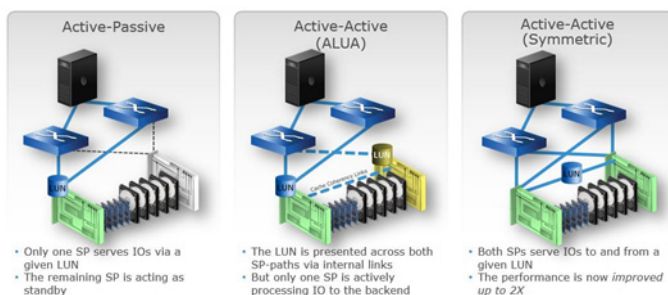 Active-Passive
LUN
• Only one SP serves IOs via a
given LUN
• The remaining SP is acting as
standby
Active-Active
(ALUA)
LUN
LUN
Cache Coherency Links
• The LUN is presented across both
SP-paths via internal links
• But only one SP is actively
processing IO to the backend
Active-Active
(Symmetric)
LUN
• Both SPs serve IOs to and from a
given LUN
• The performance is now improved
up to 2X